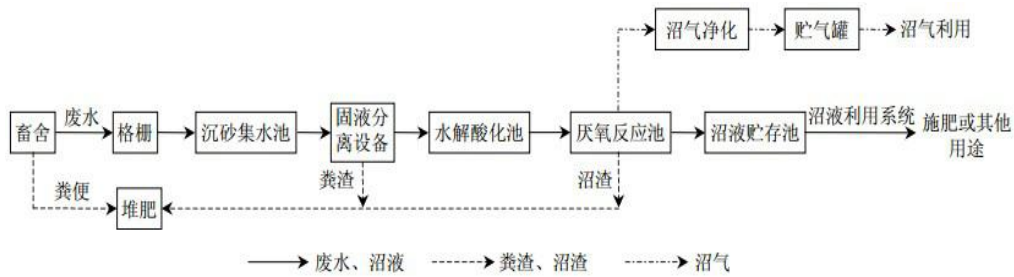 沼气净化
贮气罐
沼气利用
畜舍
废水
格栅
沉砂集水池
固液分
离设备
水解酸化池
厌氧反应池
沼液贮存池
沼液利用系统
施肥或其他
用途
粪便
堆肥
粪渣
沼渣
废水、沼液
粪渣、沼渣
沼气